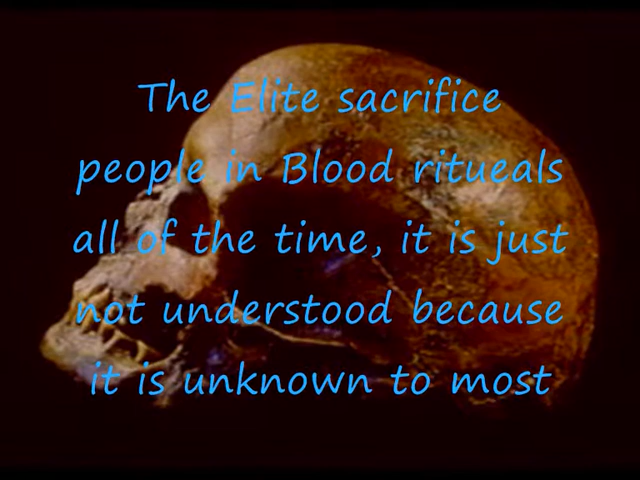 The Elite sacrifice
people in Blood ritueals
all of the time, it is just
not understood because
it is unknown to most